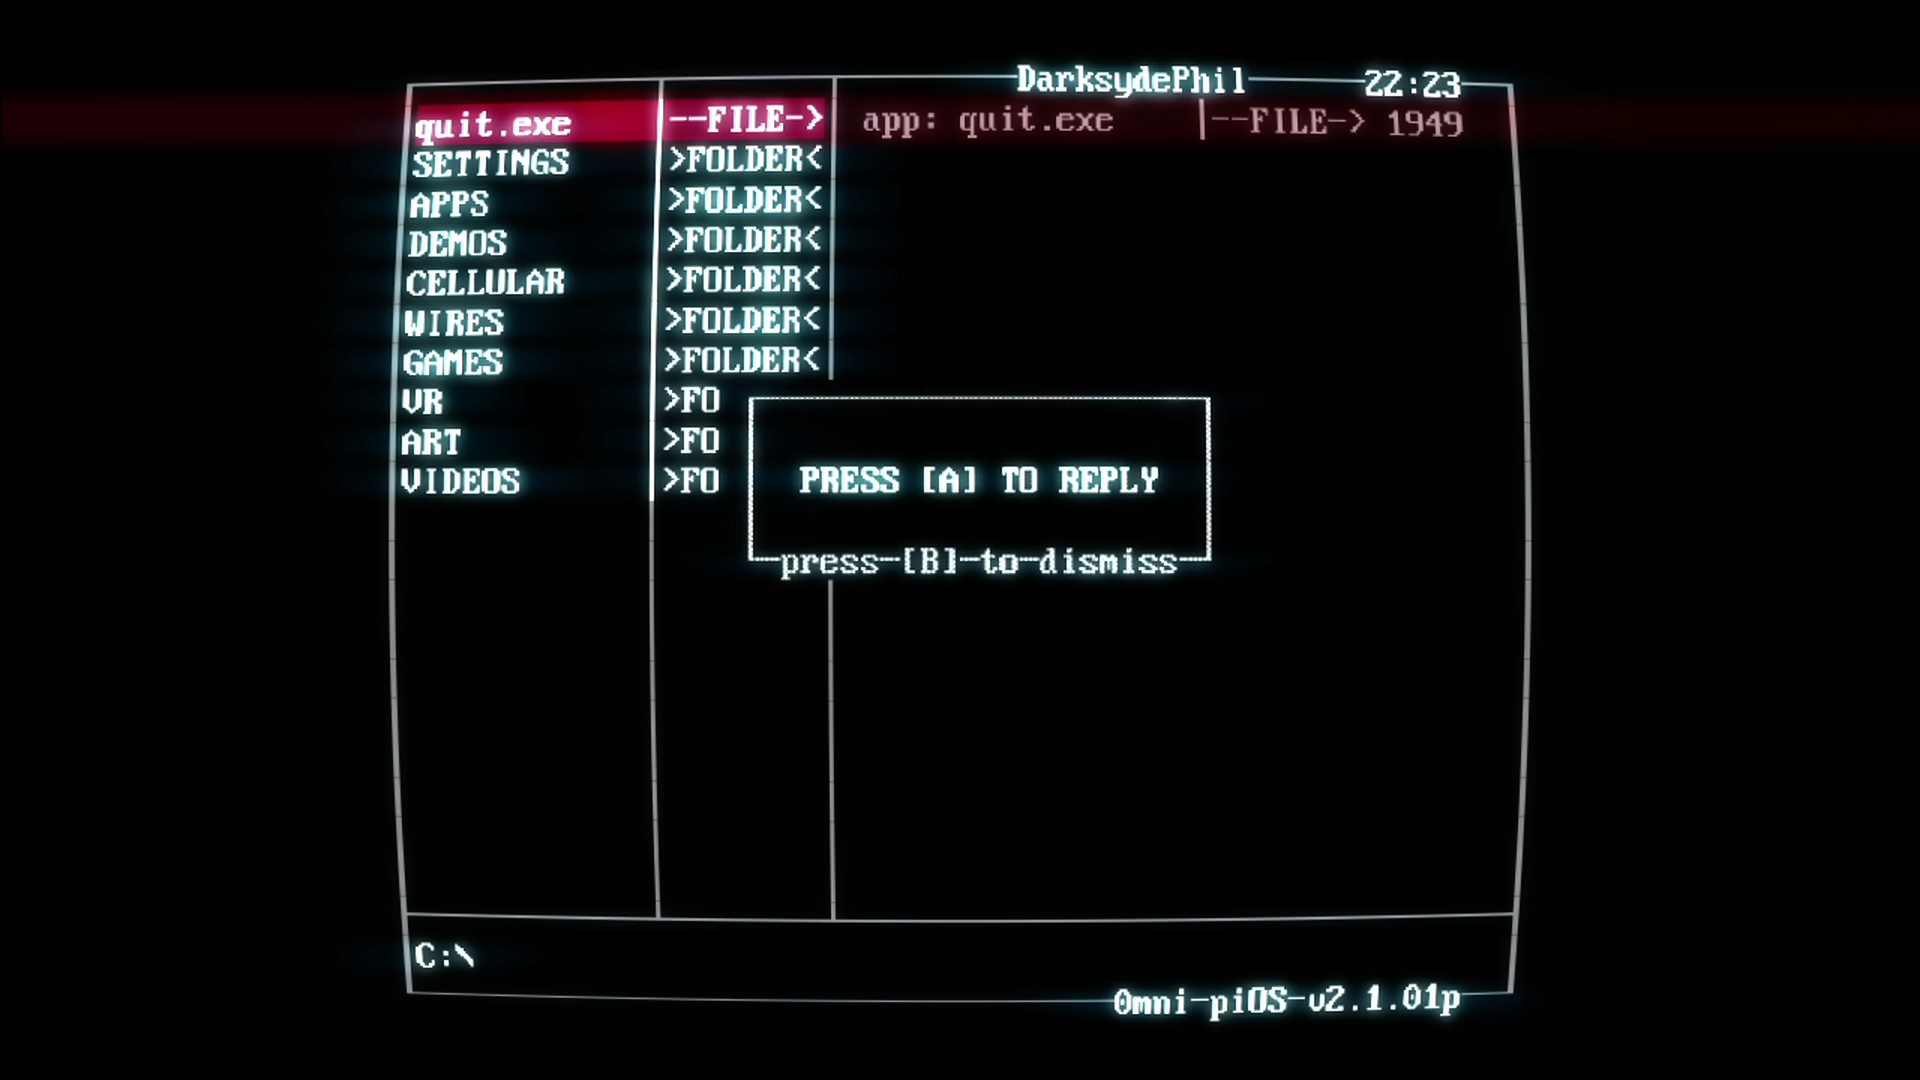 DarksydePhil 22:23
quit.exe --FILE-> app: quit.exe |--FILE-> 1949
SETTINGS >FOLDER<
APPS >FOLDER<
DEMOS >FOLDER<
CELLULAR >FOLDER<
WIRES >FOLDER<
GAMES >FOLDER<
VR >FO
ART >FO
VIDEOS >FO
PRESS [A] TO REPLY
press-[B]-to-dismiss
C:\
0mni-piOS-v2.1.01p